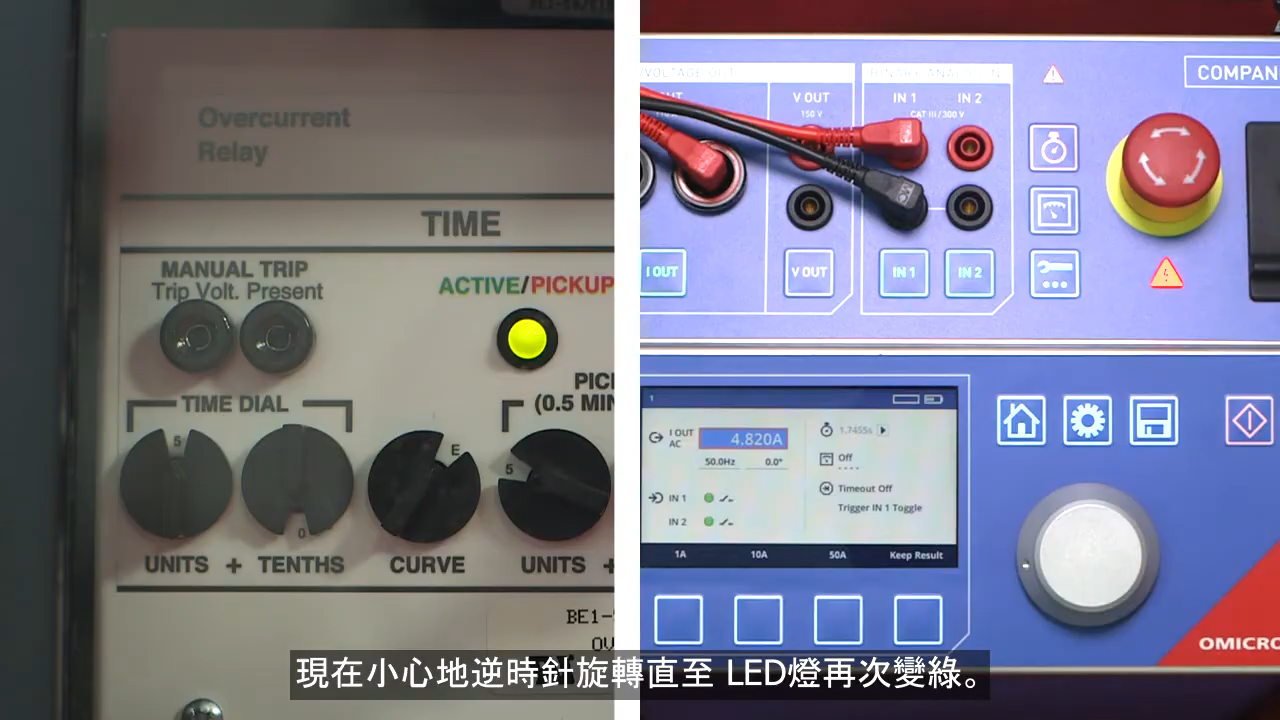 Overcurrent
Relay
TIME
MANUAL TRIP
Trip Volt. Present
ACTIVE/PICKUP
TIME DIAL
(0.5 MIN
5
E
5
0
UNITS + TENTHS
CURVE
UNITS +
BE1-
V OUT
150 V
IN 1
IN 2
CAT III/300 V
COMPAN
I OUT
V OUT
IN 1
IN 2
1
I OUT
AC
4.820A
50.0Hz
0.0°
IN 1
IN 2
1.7455s
Off
Timeout Off
Trigger IN 1 Toggle
1A
10A
50A
Keep Result
OMICRO
現在小心地逆時針旋轉直至 LED燈再次變綠。